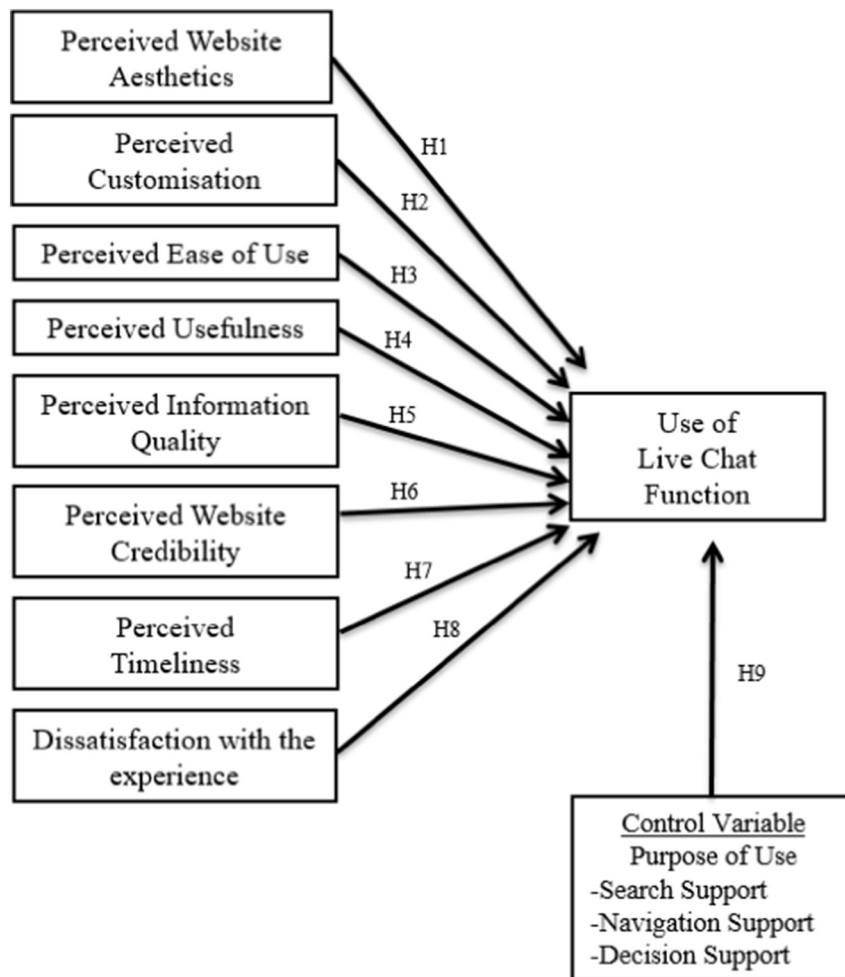 Perceived Website
Aesthetics
H1
Perceived
Customisation
H2
Perceived Ease of Use
H3
Perceived Usefulness
H4
Perceived Information
Quality
H5
Use of
Live Chat
Function
Perceived Website
Credibility
H6
Perceived
Timeliness
H7
Dissatisfaction with the
experience
H8
H9
Control Variable
Purpose of Use
-Search Support
-Navigation Support
-Decision Support